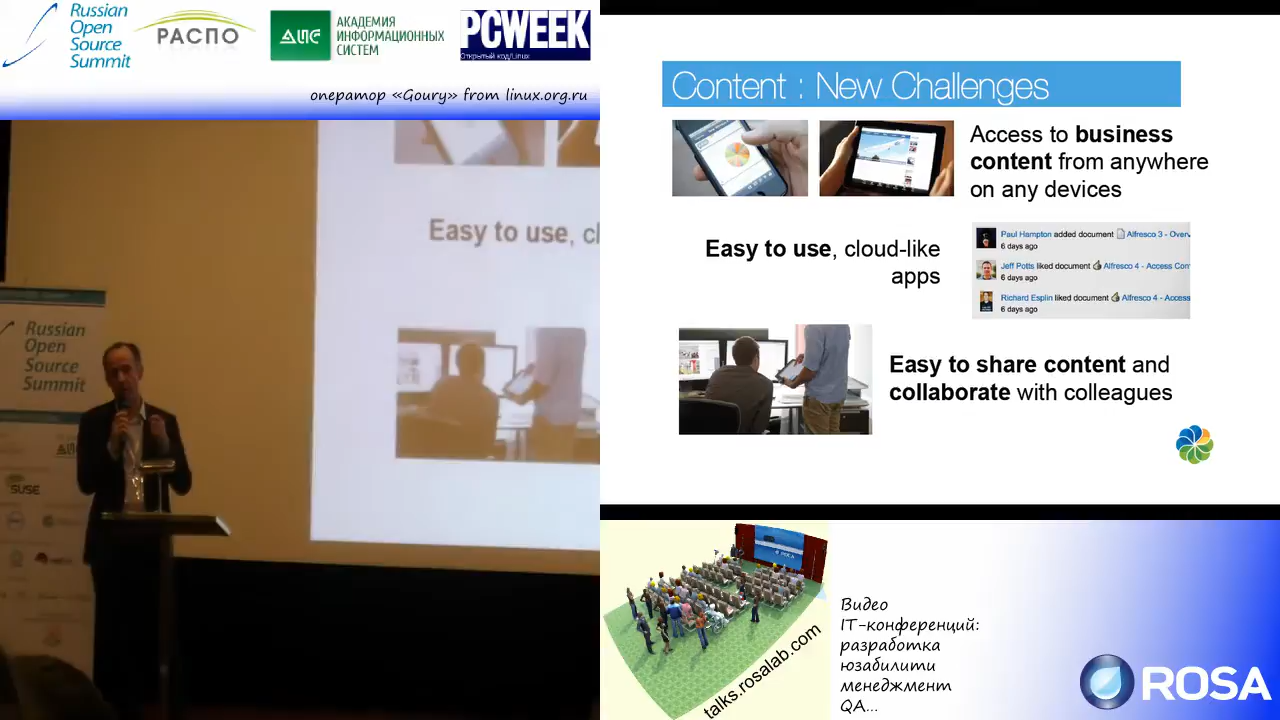 Russian
Open
Source
Summit
РАСПО
АИС
АКАДЕМИЯ
ИНФОРМАЦИОННЫХ
СИСТЕМ
PCWEEK
Открытый код/Linux
оператор «Goury» from linux.org.ru
Easy to use, cl
Russian
Open
Source
Summit
SUSE
Content : New Challenges
Access to business
content from anywhere
on any devices
Easy to use, cloud-like
apps
Paul Hampton added document Alfresco 3 - Over
6 days ago
Jeff Potts liked document Alfresco 4 - Access Con
6 days ago
Richard Esplin liked document Alfresco 4 - Access
6 days ago
Easy to share content and
collaborate with colleagues
talks.rosalab.com
Видео
IT-конференций:
разработка
юзабилити
менеджмент
QA...
ROSA